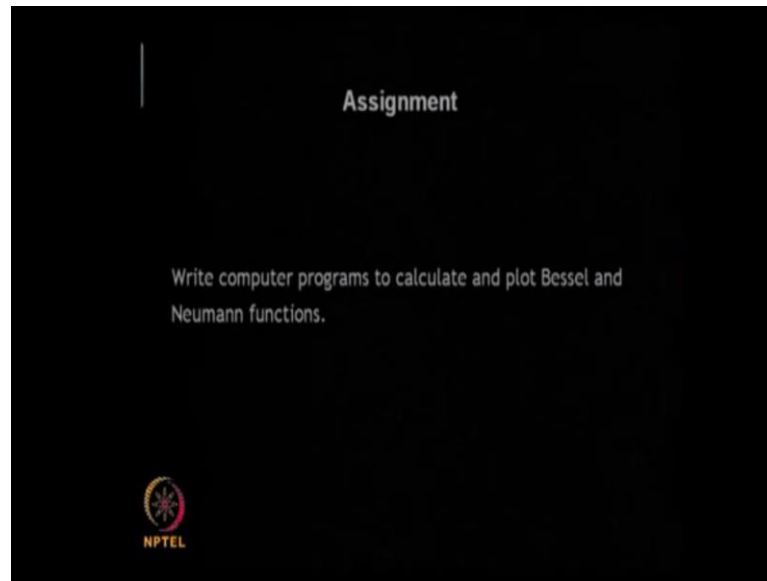 Assignment
Write computer programs to calculate and plot Bessel and
Neumann functions.
NPTEL